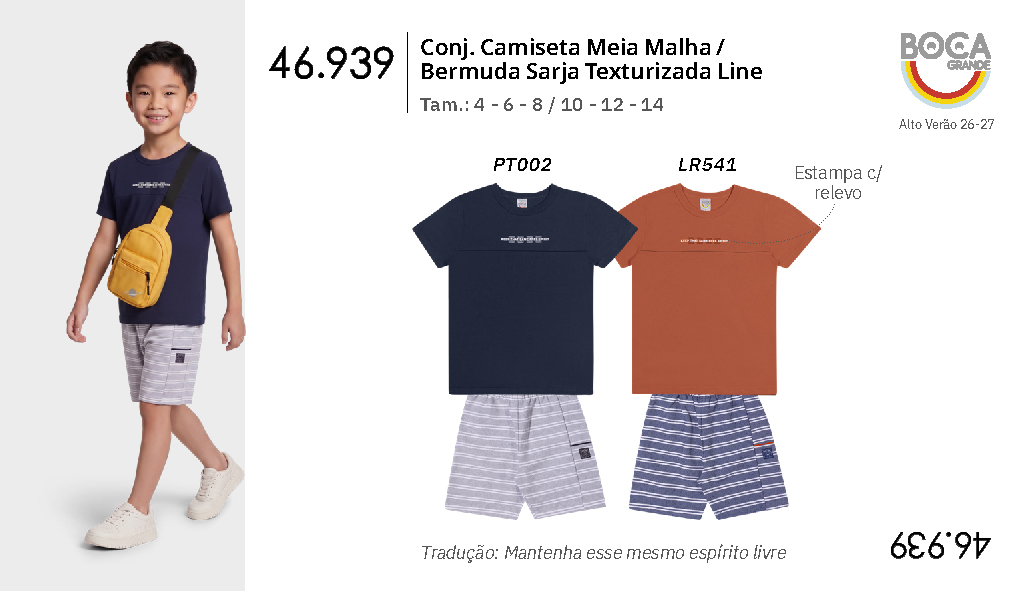 46.939
Conj. Camiseta Meia Malha /
Bermuda Sarja Texturizada Line
Tam.: 4 - 6 - 8 / 10 - 12 - 14
BOCA
GRANDE
Alto Verão 26-27
PT002
LR541
Estampa c/
relevo
Tradução: Mantenha esse mesmo espírito livre
46.939